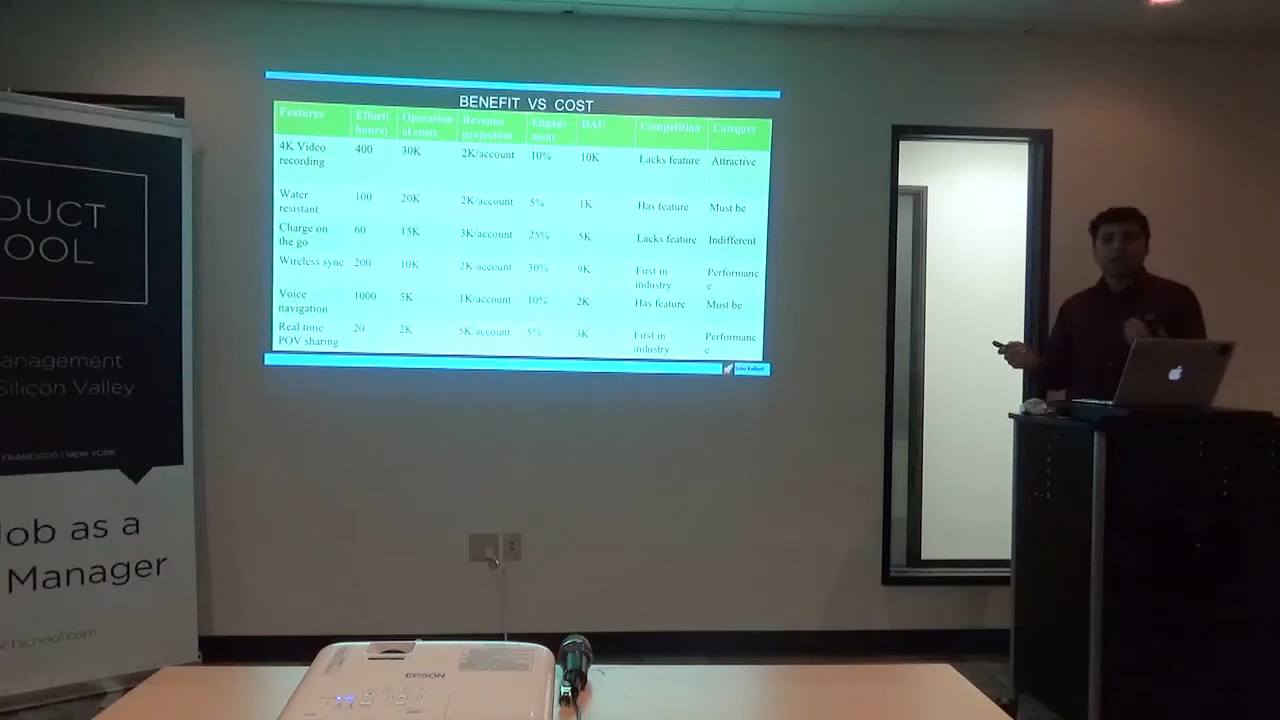 BENEFIT VS COST
Features Effort( hours) Operation al costs Revenue projection Engage ment DAU Competition Category
4K Video recording 400 30K 2K/account 10% 10K Lacks feature Attractive
Water resistant 100 20K 2K/account 5% 1K Has feature Must be
Charge on the go 60 15K 3K/account 25% 5K Lacks feature Indifferent
Wireless sync 200 10K 2K/account 30% 9K First in industry Performanc e
Voice navigation 1000 5K 1K/account 10% 2K Has feature Must be
Real time POV sharing 20 2K 5K/account 5% 3K First in industry Performanc e
DUCT
OOL
anagement
Silicon Valley
FRANCISCO | NEW YORK
Job as a
Manager
ctschool.com
EPSON